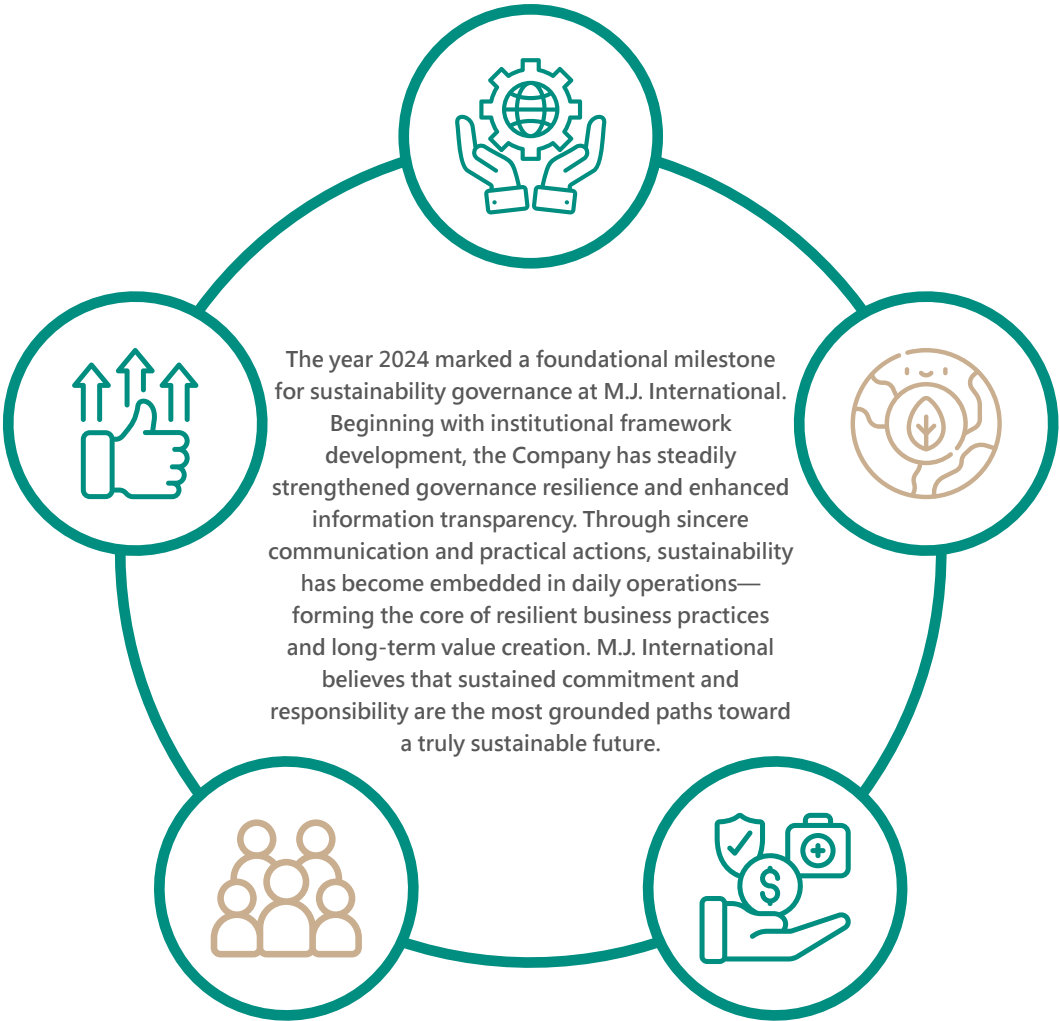 The year 2024 marked a foundational milestone
for sustainability governance at M.J. International.
Beginning with institutional framework
development, the Company has steadily
strengthened governance resilience and enhanced
information transparency. Through sincere
communication and practical actions, sustainability
has become embedded in daily operations—
forming the core of resilient business practices
and long-term value creation. M.J. International
believes that sustained commitment and
responsibility are the most grounded paths toward
a truly sustainable future.
$